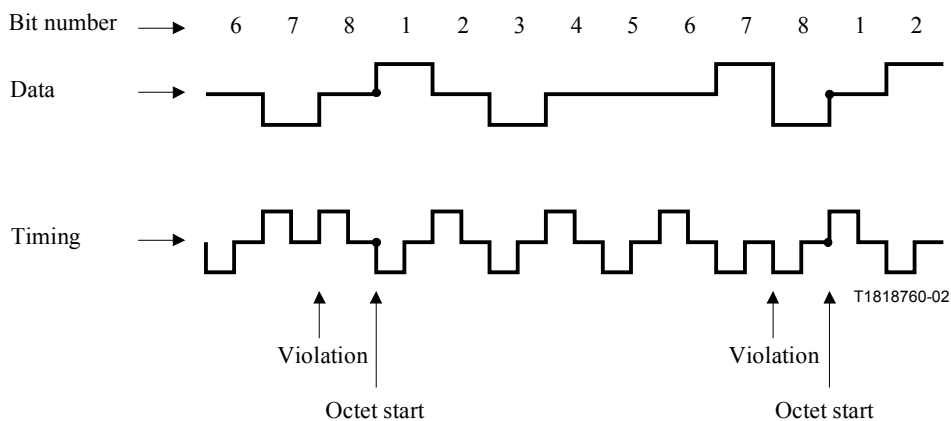 Bit number 6 7 8 1 2 3 4 5 6 7 8 1 2
Data
Timing
T1818760-02
Violation Violation
Octet start Octet start